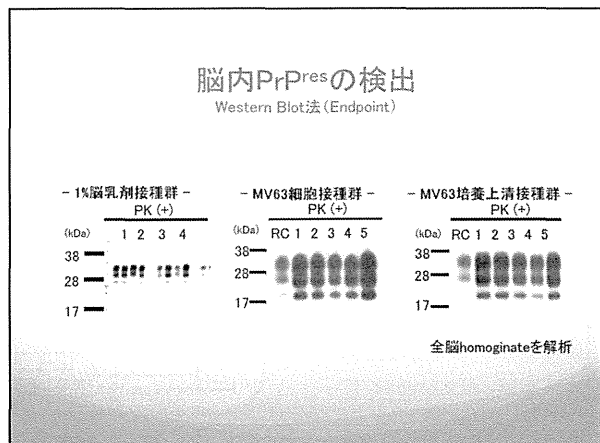 脳内PrPresの検出
Western Blot法(Endpoint)
- 1%脳乳剤接種群 -
PK (+)
(kDa) 1 2 3 4
38
28
17
- MV63細胞接種群 -
PK (+)
(kDa) RC 1 2 3 4 5
38
28
17
- MV63培養上清接種群 -
PK (+)
(kDa) RC 1 2 3 4 5
38
28
17
全脳homoginateを解析